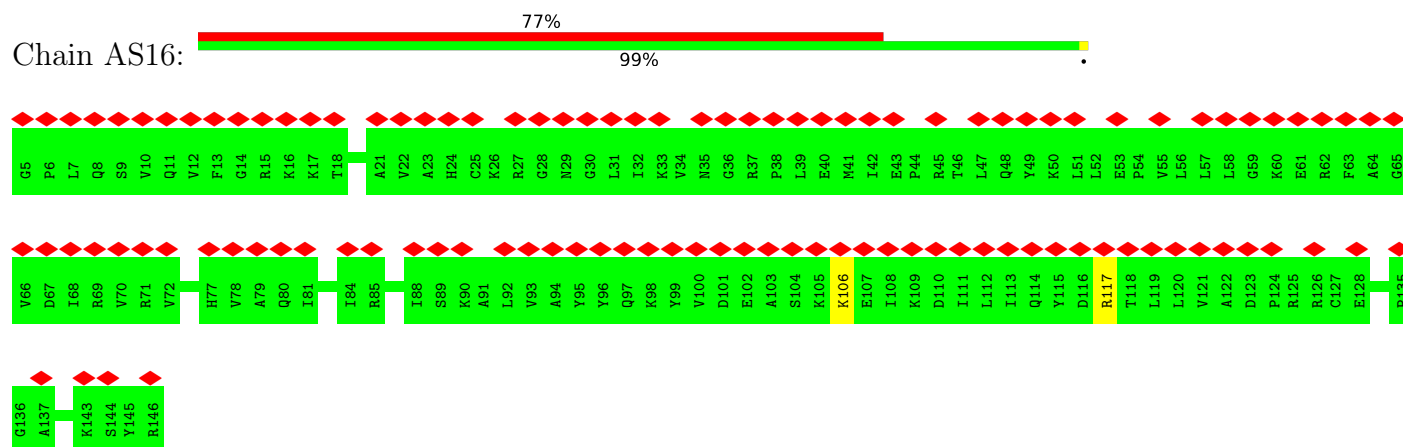 77%
Chain AS16:
99%
G5 P6 L7 Q8 S9 V10 Q11 V12 F13 G14 R15 K16 K17 T18 A21 V22 A23 H24 C25 K26 R27 G28 N29 G30 L31 I32 K33 V34 N35 G36 R37 P38 L39 E40 M41 I42 E43 P44 R45 T46 L47 Q48 Y49 K50 L51 L52 E53 P54 V55 L56 L57 L58 G59 K60 E61 R62 F63 A64 G65
V66 D67 I68 R69 V70 R71 V72 H77 V78 A79 Q80 I81 I84 R85 I88 S89 K90 A91 L92 V93 A94 Y95 Y96 Q97 K98 Y99 V100 D101 E102 A103 S104 K105 K106 E107 I108 K109 D110 I111 L112 I113 Q114 Y115 D116 R117 T118 L119 L120 V121 A122 D123 P124 R125 R126 C127 E128
G136 A137 K143 S144 Y145 R146